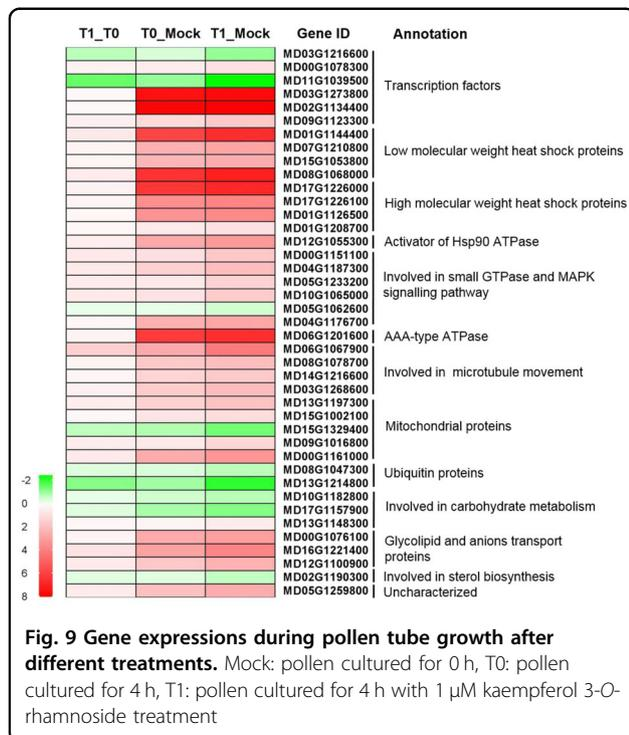 T1_T0 T0_Mock T1_Mock Gene ID Annotation
MD03G1216600
MD00G1078300
MD11G1039500
MD03G1273800
MD02G1134400
MD09G1123300
Transcription factors
MD01G1144400
MD07G1210800
MD15G1053800
MD08G1068000
Low molecular weight heat shock proteins
MD17G1226000
MD17G1226100
MD01G1126500
MD01G1208700
High molecular weight heat shock proteins
MD12G1055300
Activator of Hsp90 ATPase
MD00G1151100
MD04G1187300
MD05G1233200
MD10G1065000
MD05G1062600
MD04G1176700
Involved in small GTPase and MAPK
signalling pathway
MD06G1201600
AAA-type ATPase
MD06G1067900
MD08G1078700
MD14G1216600
MD03G1268600
Involved in microtubule movement
MD13G1197300
MD15G1002100
MD15G1329400
MD09G1016800
MD00G1161000
Mitochondrial proteins
MD08G1047300
MD13G1214800
Ubiquitin proteins
MD10G1182800
MD17G1157900
MD13G1148300
Involved in carbohydrate metabolism
MD00G1076100
MD16G1221400
MD12G1100900
Glycolipid and anions transport
proteins
MD02G1190300
Involved in sterol biosynthesis
MD05G1259800
Uncharacterized
-2
0
2
4
6
8
Fig. 9 Gene expressions during pollen tube growth after
different treatments. Mock: pollen cultured for 0 h, T0: pollen
cultured for 4 h, T1: pollen cultured for 4 h with 1 μM kaempferol 3-O-
rhamnoside treatment